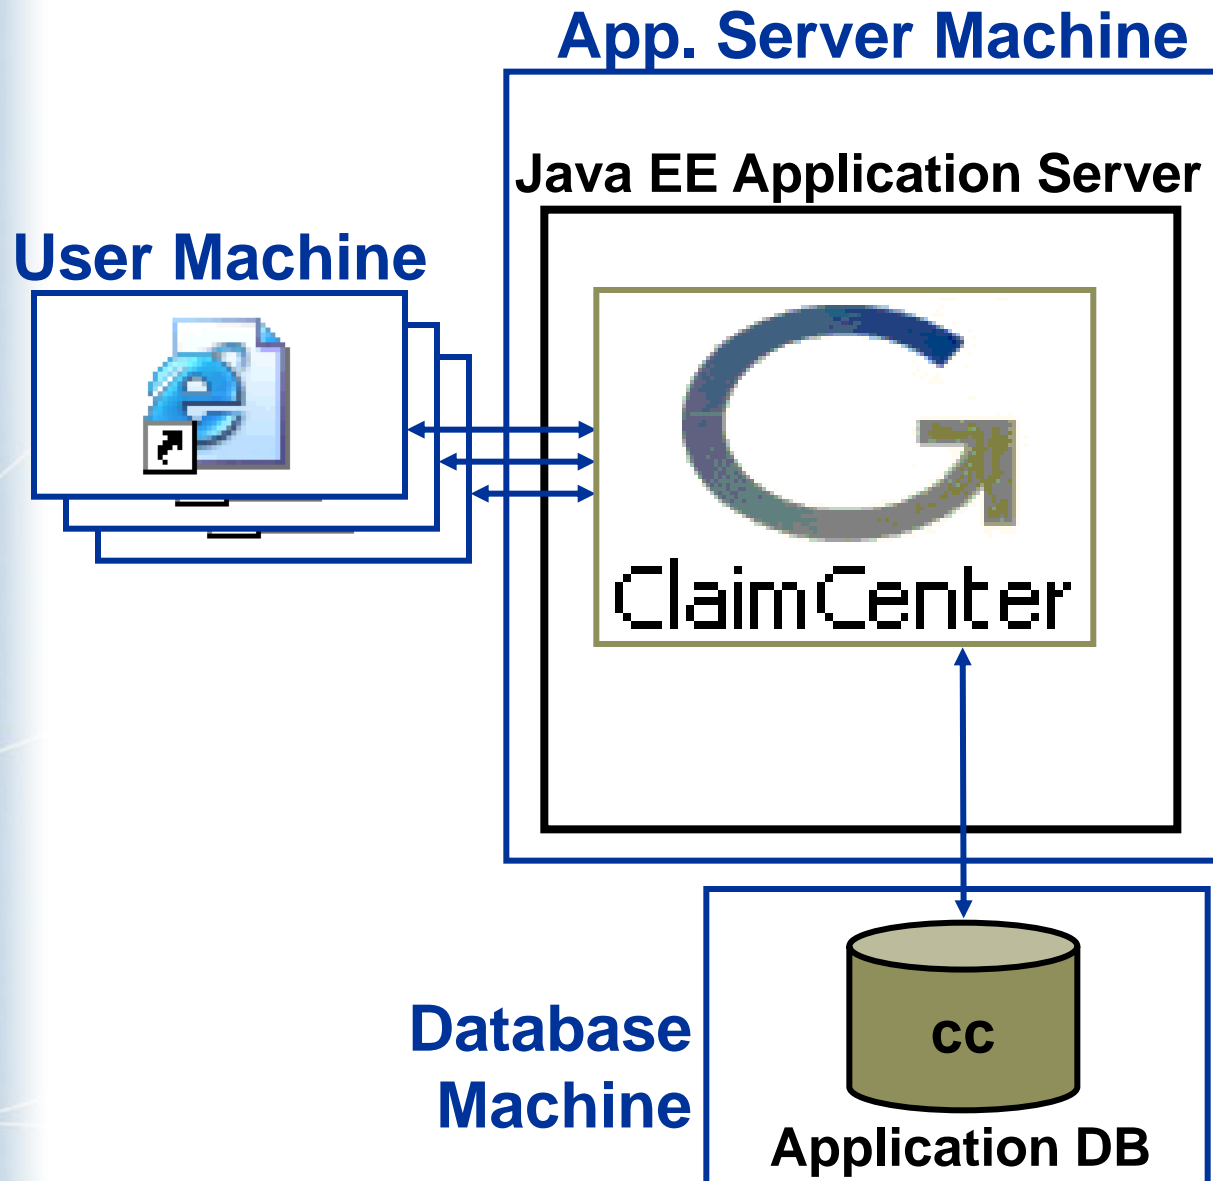 App. Server Machine
Java EE Application Server
User Machine
ClaimCenter
Database
Machine
cc
Application DB